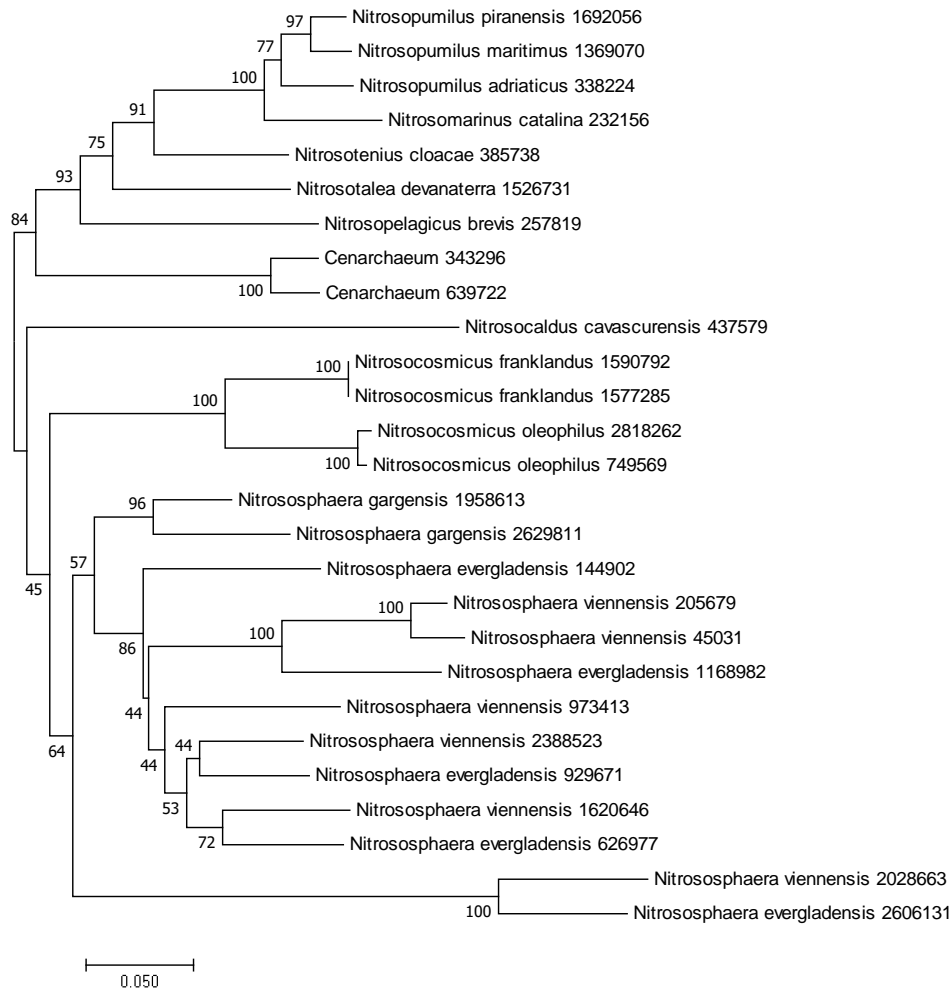 97
Nitrosopumilus piranensis 1692056
77
Nitrosopumilus maritimus 1369070
100
Nitrosopumilus adriaticus 338224
91
Nitrosomarinus catalina 232156
75
Nitrosotenius cloacae 385738
93
Nitrosotalea devanaterra 1526731
84
Nitrosopelagicus brevis 257819
Cenarchaeum 343296
100
Cenarchaeum 639722
Nitrosocaldus cavascurensis 437579
100
Nitrosocosmicus franklandus 1590792
100
Nitrosocosmicus franklandus 1577285
Nitrosocosmicus oleophilus 2818262
100
Nitrosocosmicus oleophilus 749569
96
Nitrososphaera gargensis 1958613
Nitrososphaera gargensis 2629811
57
45
Nitrososphaera evergladensis 144902
100
Nitrososphaera viennensis 205679
86
100
Nitrososphaera viennensis 45031
Nitrososphaera evergladensis 1168982
44
Nitrososphaera viennensis 973413
64
44
44
Nitrososphaera viennensis 2388523
Nitrososphaera evergladensis 929671
53
Nitrososphaera viennensis 1620646
72
Nitrososphaera evergladensis 626977
Nitrososphaera viennensis 2028663
100
Nitrososphaera evergladensis 2606131
0.050